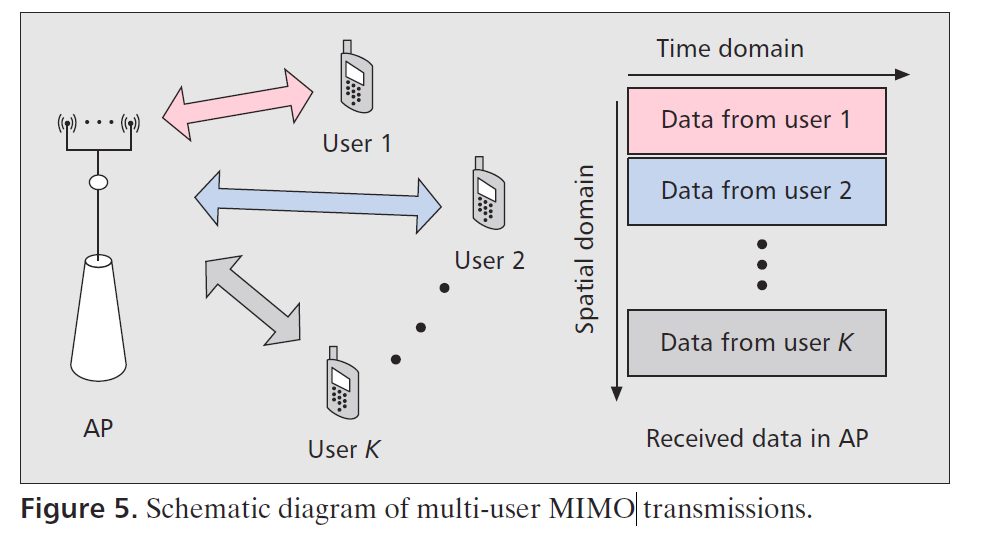 Time domain
Data from user 1
Data from user 2
Spatial domain
Data from user K
Received data in AP
User 1
User 2
User K
AP
Figure 5. Schematic diagram of multi-user MIMO transmissions.